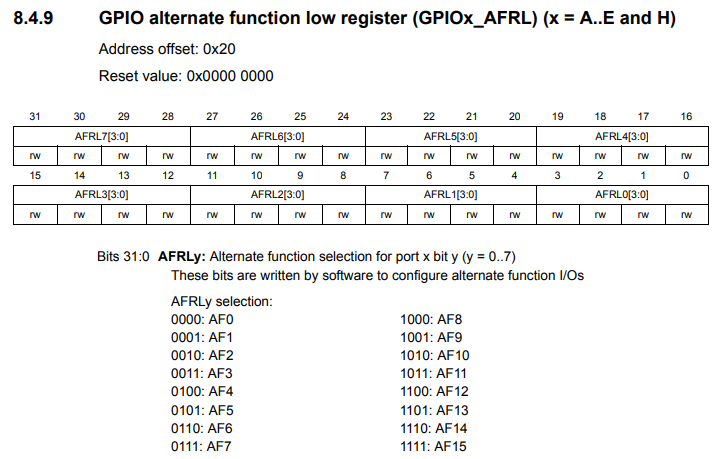 8.4.9 GPIO alternate function low register (GPIOx_AFRL) (x = A..E and H)
Address offset: 0x20
Reset value: 0x0000 0000
31 30 29 28 27 26 25 24 23 22 21 20 19 18 17 16
AFRL7[3:0] AFRL6[3:0] AFRL5[3:0] AFRL4[3:0]
rw rw rw rw rw rw rw rw rw rw rw rw rw rw rw rw
15 14 13 12 11 10 9 8 7 6 5 4 3 2 1 0
AFRL3[3:0] AFRL2[3:0] AFRL1[3:0] AFRL0[3:0]
rw rw rw rw rw rw rw rw rw rw rw rw rw rw rw rw
Bits 31:0 AFRLy: Alternate function selection for port x bit y (y = 0..7)
These bits are written by software to configure alternate function I/Os
AFRLy selection:
0000: AF0 1000: AF8
0001: AF1 1001: AF9
0010: AF2 1010: AF10
0011: AF3 1011: AF11
0100: AF4 1100: AF12
0101: AF5 1101: AF13
0110: AF6 1110: AF14
0111: AF7 1111: AF15